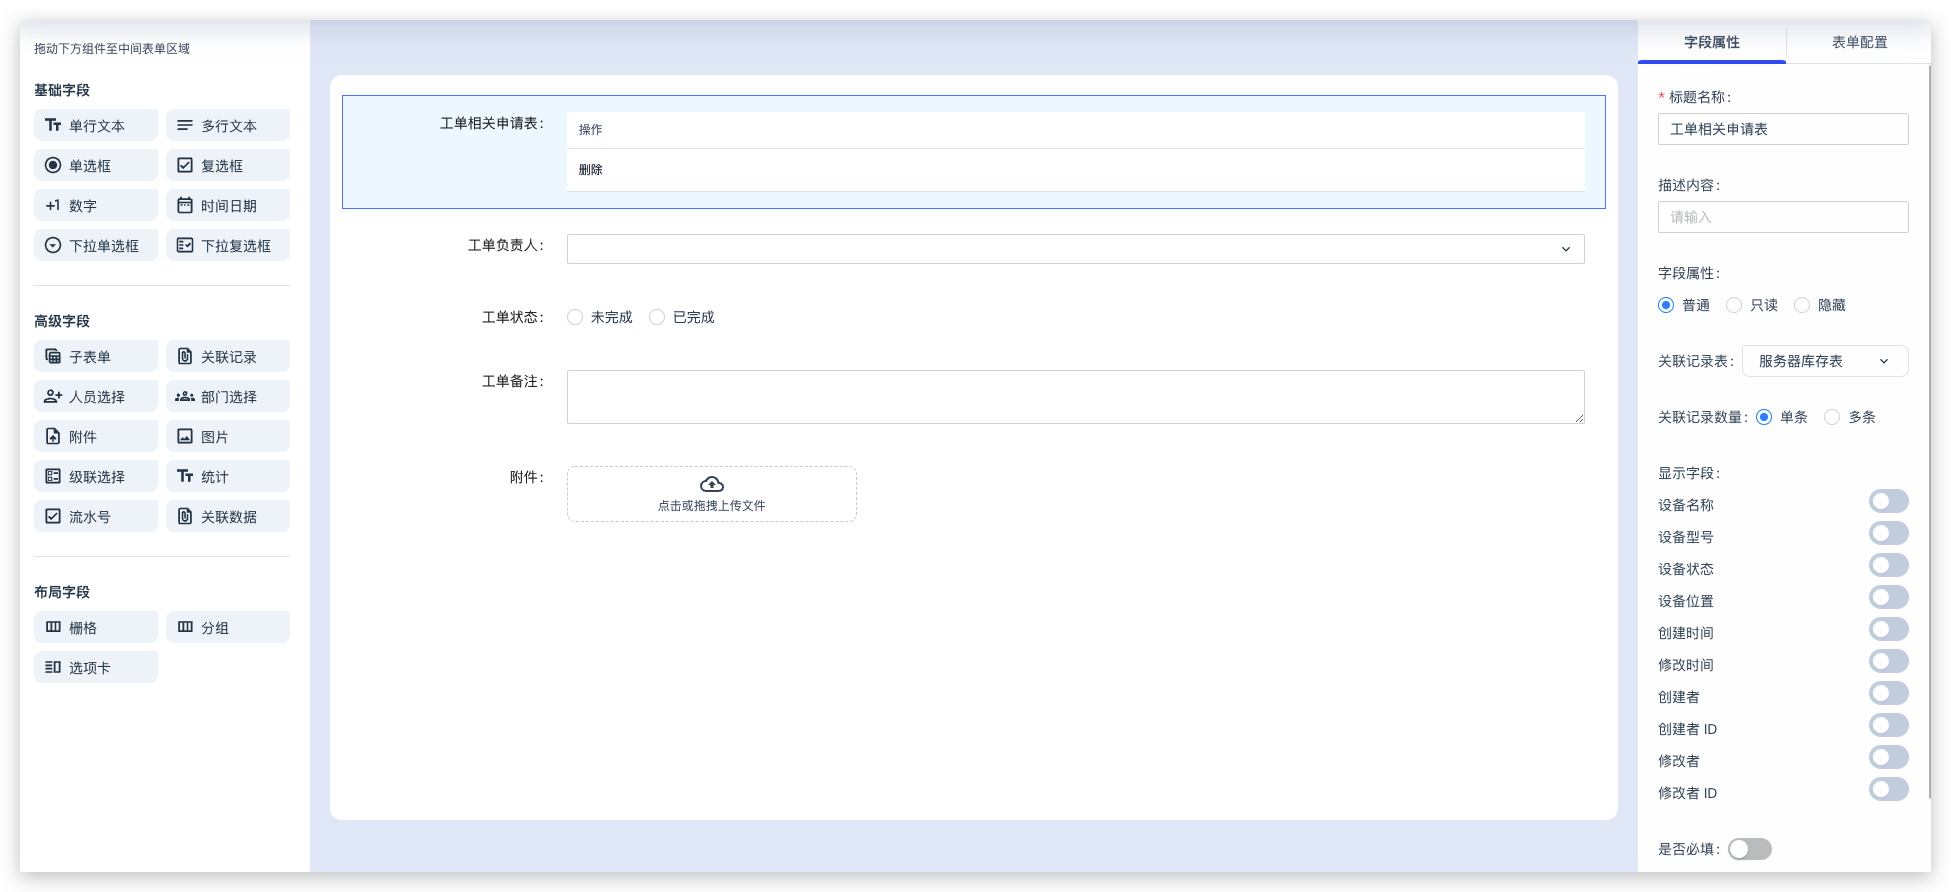 拖动下方组件至中间表单区域
基础字段
单行文本
多行文本
单选框
复选框
+1 数字
时间日期
下拉单选框
下拉复选框
高级字段
子表单
关联记录
人员选择
部门选择
附件
图片
级联选择
统计
流水号
关联数据
布局字段
栅格
分组
选项卡
工单相关申请表:
操作
删除
工单负责人:
工单状态:
未完成
已完成
工单备注:
附件:
点击或拖拽上传文件
字段属性
表单配置
* 标题名称:
工单相关申请表
描述内容:
请输入
字段属性:
普通
只读
隐藏
关联记录表:
服务器库存表
关联记录数量:
单条
多条
显示字段:
设备名称
设备型号
设备状态
设备位置
创建时间
修改时间
创建者
创建者 ID
修改者
修改者 ID
是否必填: